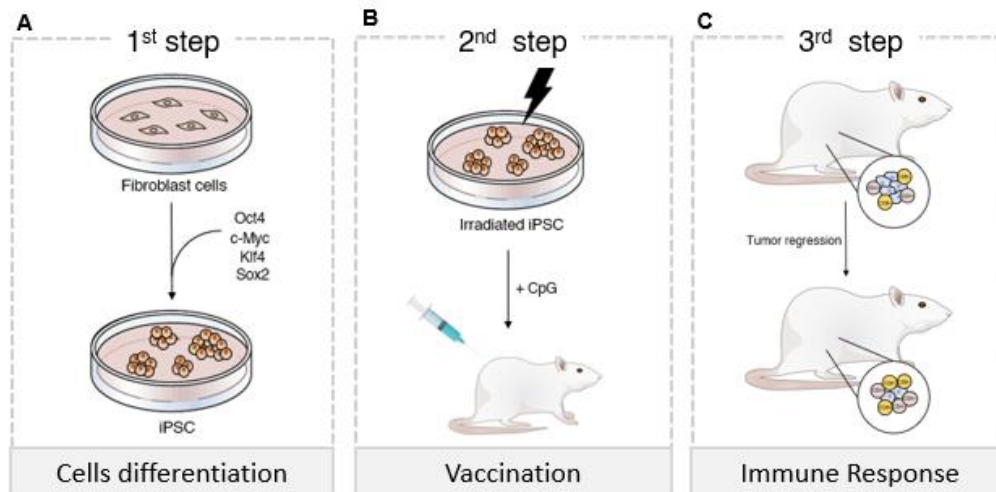 A
1st step
Fibroblast cells
Oct4
c-Myc
Klf4
Sox2
iPSC
Cells differentiation
B
2nd step
Irradiated iPSC
+ CpG
Vaccination
C
3rd step
Tumor regression
Immune Response